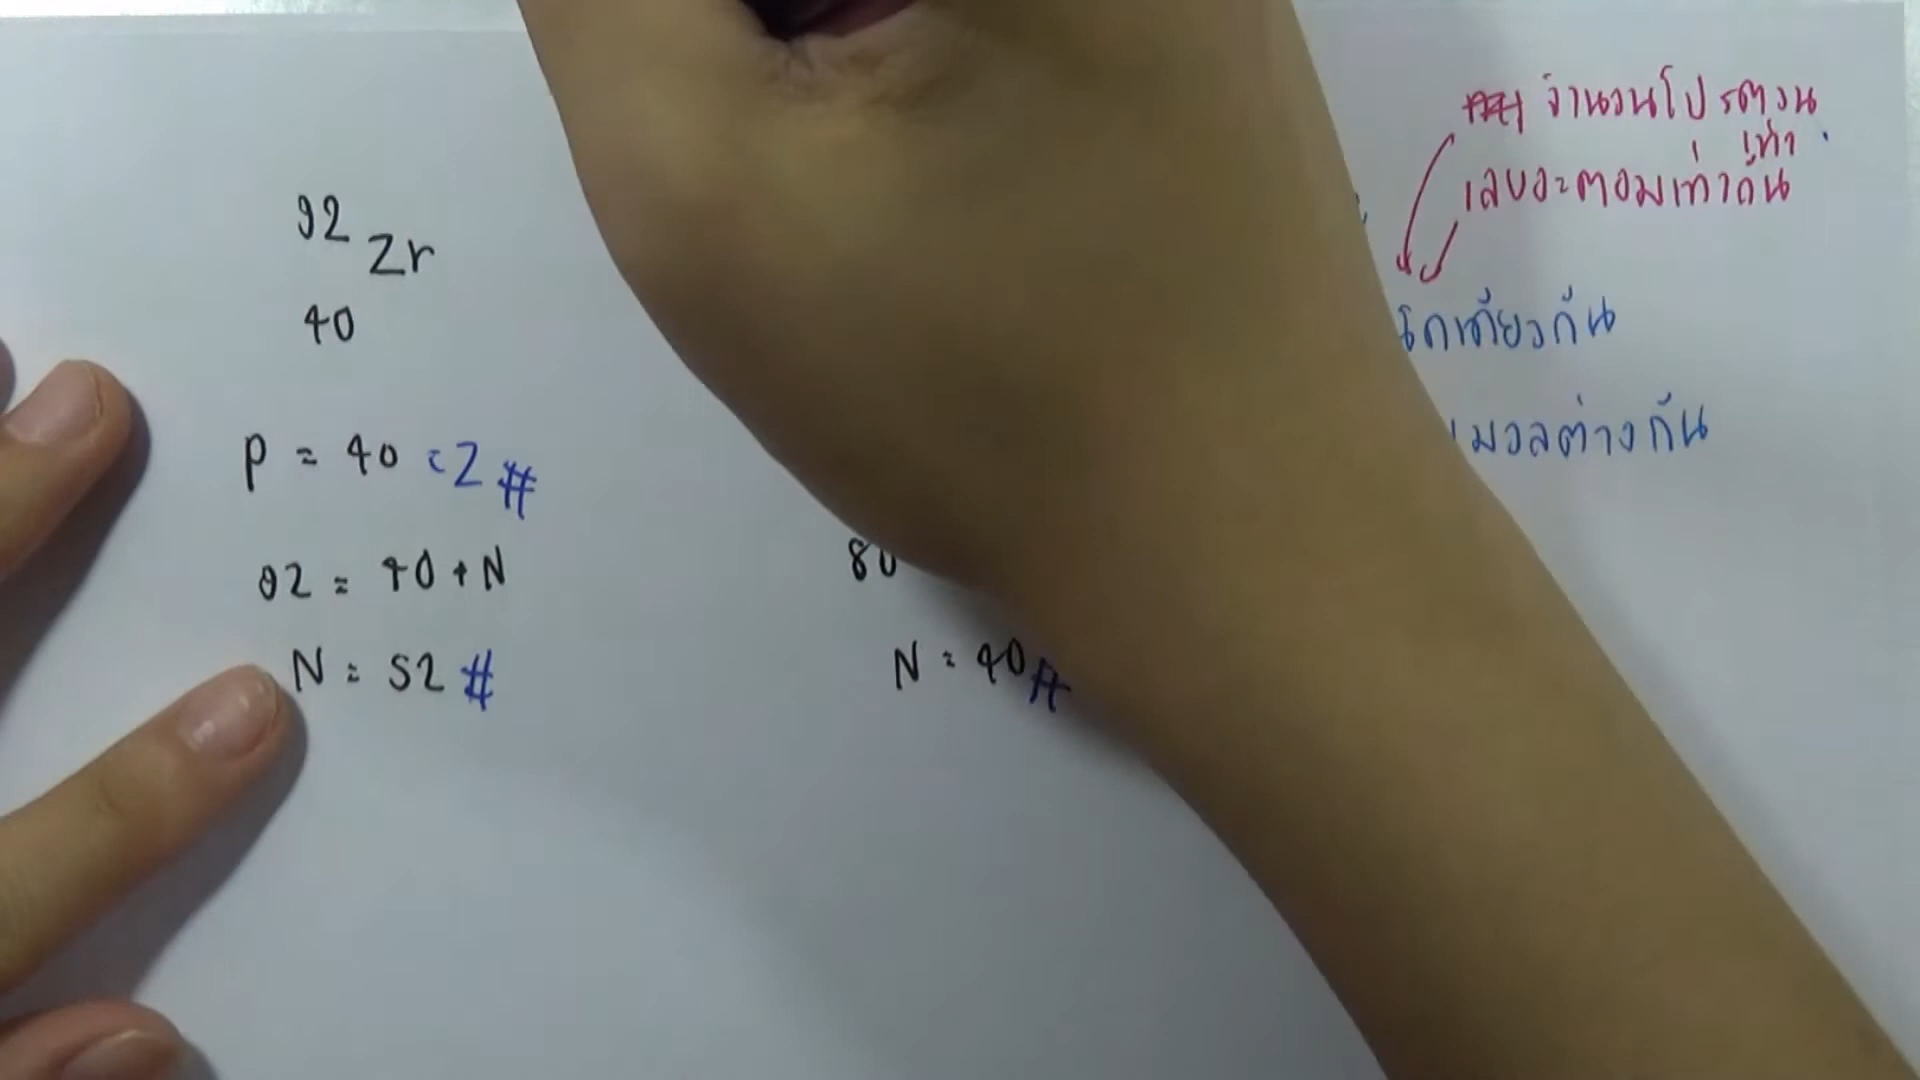 92
Zr
40
P = 40 = Z #
92 = 40 + N
N = 52 #
80
N = 40 #
จำนวนโปรตอน
เท่า
เลขอะตอมเท่ากัน
เดียวกัน
มวลต่างกัน